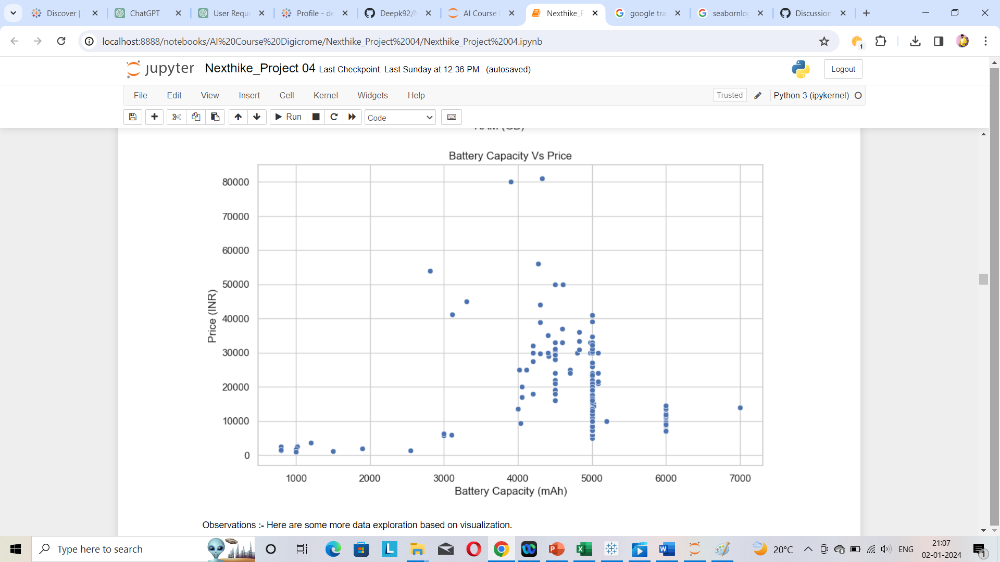 Discover |
ChatGPT
User Reque
Profile - de
Deepk92/N
AI Course
Nexthike_P
google tra
seabornlog
Discussion
localhost:8888/notebooks/AI%20Course%20Digicrome/Nexthike_Project%2004/Nexthike_Project%2004.ipynb
1
jupyter Nexthike_Project 04 Last Checkpoint: Last Sunday at 12:36 PM (autosaved)
Logout
File Edit View Insert Cell Kernel Widgets Help
Trusted
Python 3 (ipykernel)
Run
Code
Battery Capacity Vs Price
80000
70000
60000
50000
40000
30000
20000
10000
0
Price (INR)
1000 2000 3000 4000 5000 6000 7000
Battery Capacity (mAh)
Observations :- Here are some more data exploration based on visualization.
Type here to search
20°C
ENG
21:07
02-01-2024
1